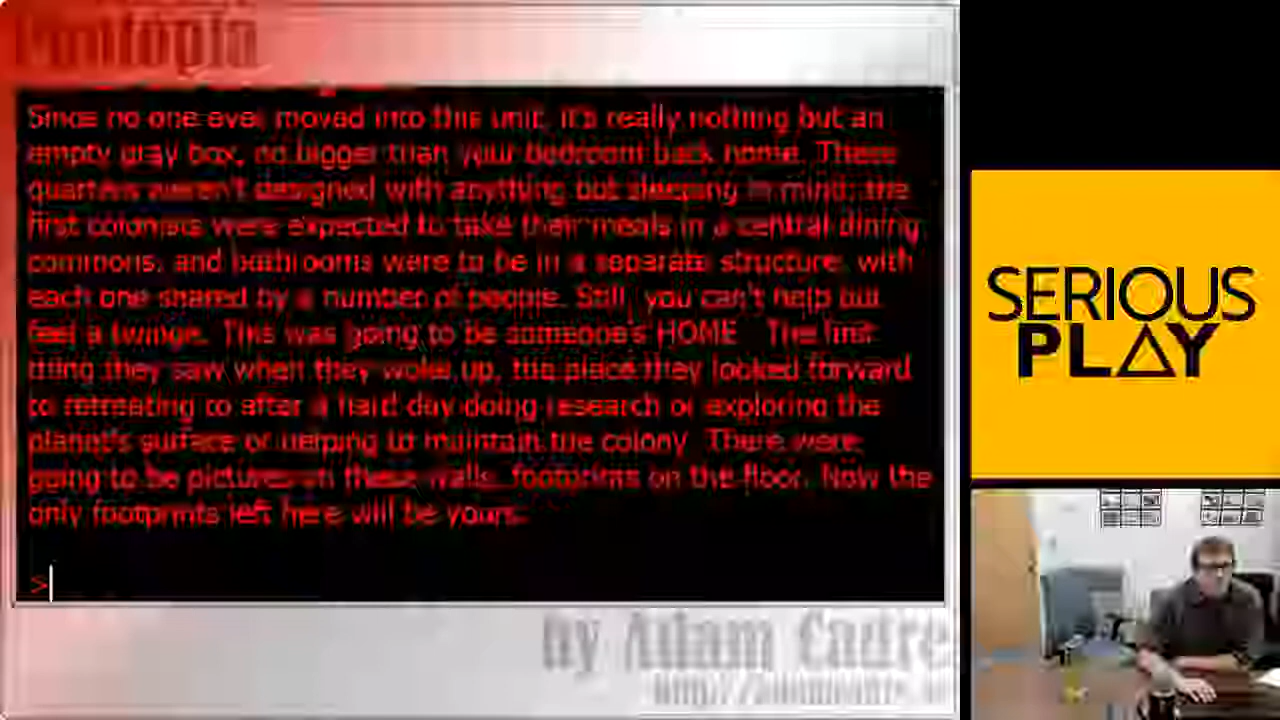 Photopia
Since no one ever moved into this unit, it's really nothing but an
empty gray box, no bigger than your bedroom back home. These
quarters weren't designed with anything but sleeping in mind; the
first colonists were expected to take their meals in a central dining
commons, and bathrooms were to be in a separate structure, with
each one shared by a number of people. Still, you can't help but
feel a twinge. This was going to be someone's HOME. The first
thing they saw when they woke up, the place they looked forward
to retreating to after a hard day doing research or exploring the
planet's surface or helping to maintain the colony. There were
going to be pictures on these walls, footprints on the floor. Now the
only footprints left here will be yours.
>
by Adam Cadre
SERIOUS
PLAY